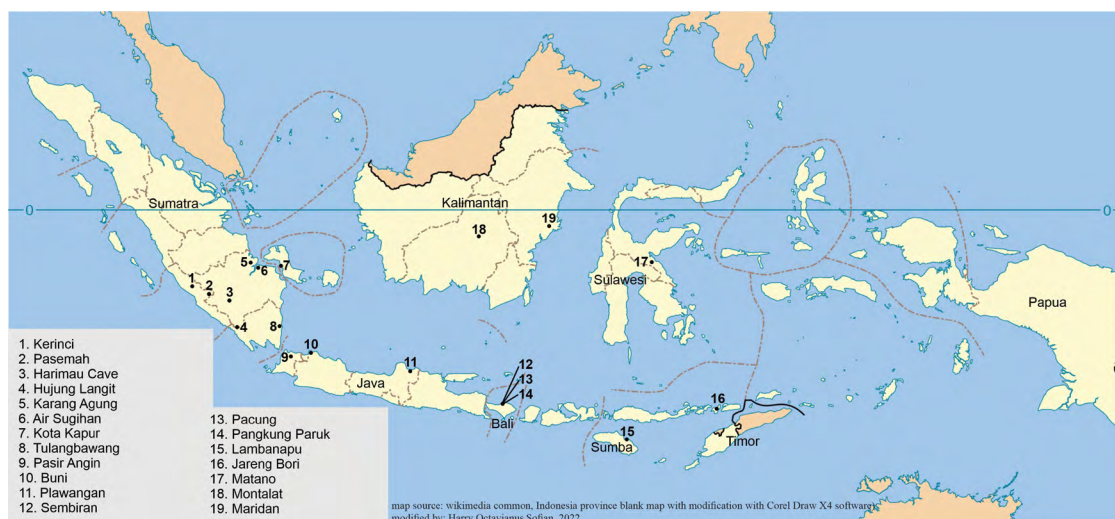 0
0
Sumatra
Kalimantan
19
18
5
6
7
17
Sulawesi
1
2
3
4
8
Papua
9
10
11
Java
12
13
14
Bali
16
15
Sumba
Timor
1. Kerinci
2. Pasemah
3. Harimau Cave
4. Hujung Langit
5. Karang Agung
6. Air Sugihan
7. Kota Kapur
8. Tulangbawang
9. Pasir Angin
10. Buni
11. Plawangan
12. Sembiran
13. Pacung
14. Pangkung Paruk
15. Lambanapu
16. Jareng Bori
17. Matano
18. Montalat
19. Maridan
map source: wikimedia common, Indonesia province blank map with modification with Corel Draw X4 software
modified by: Harry Octavianus Sofian, 2022